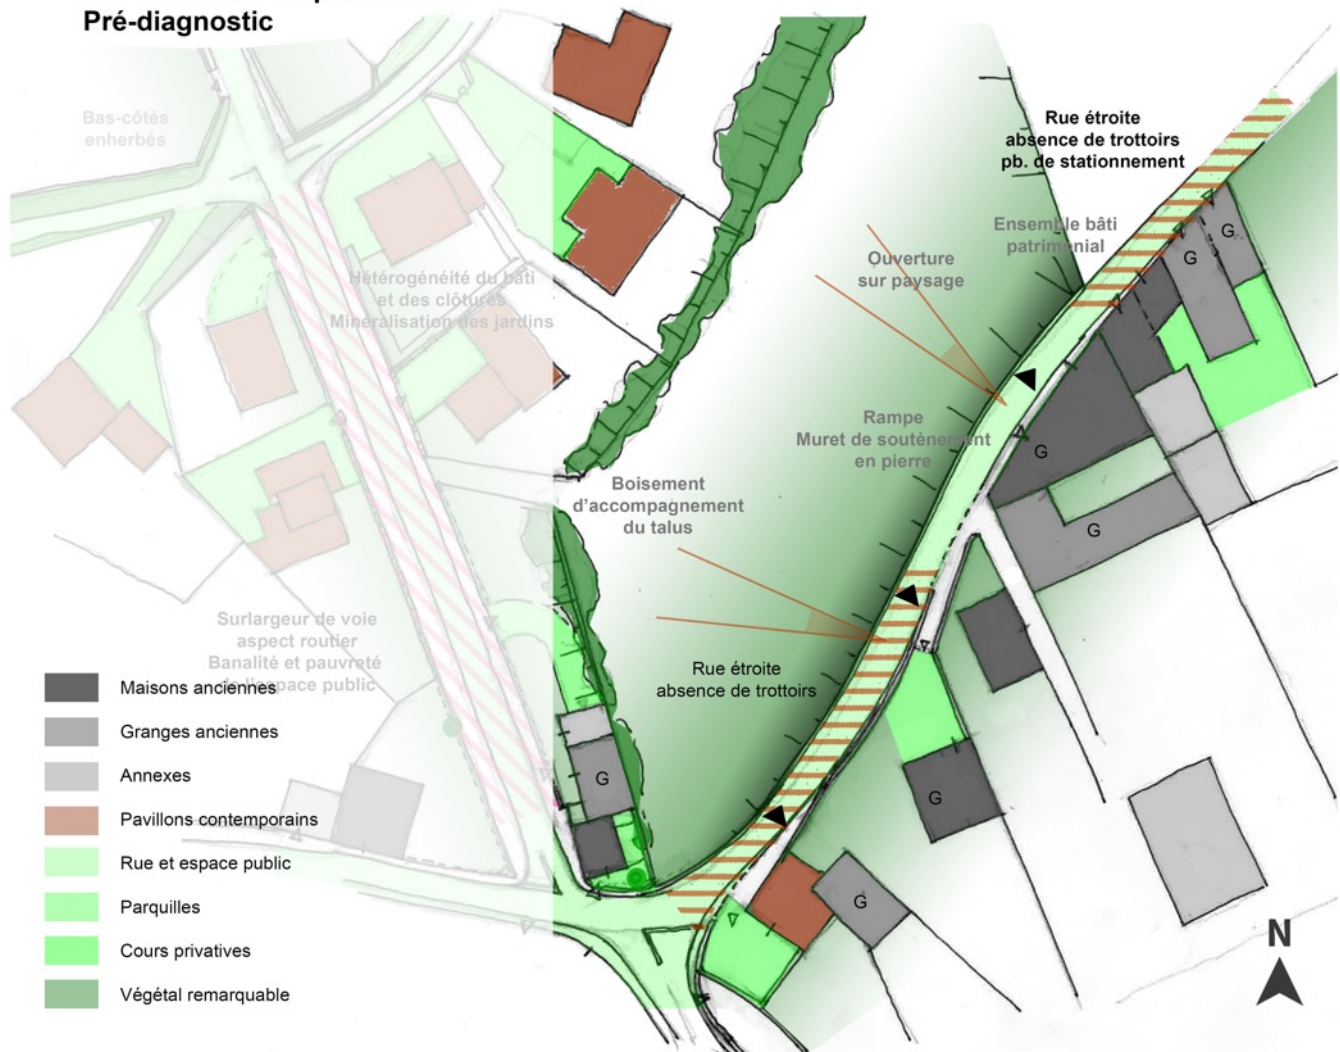 Pré-diagnostic
Bas-côtés
enherbés
Rue étroite
absence de trottoirs
pb. de stationnement
Ensemble bâti
patrimonial
Ouverture
sur paysage
Hétérogénéité du bâti
et des clôtures
Minéralisation des jardins
Rampe
Muret de soutènement
en pierre
Boisement
d'accompagnement
du talus
Surlargeur de voie
aspect routier
Banalité et pauvreté
de l'espace public
Rue étroite
absence de trottoirs
Maisons anciennes
Granges anciennes
Annexes
Pavillons contemporains
Rue et espace public
Parquilles
Cours privatives
Végétal remarquable
G
G
G
G
G
G
G
N